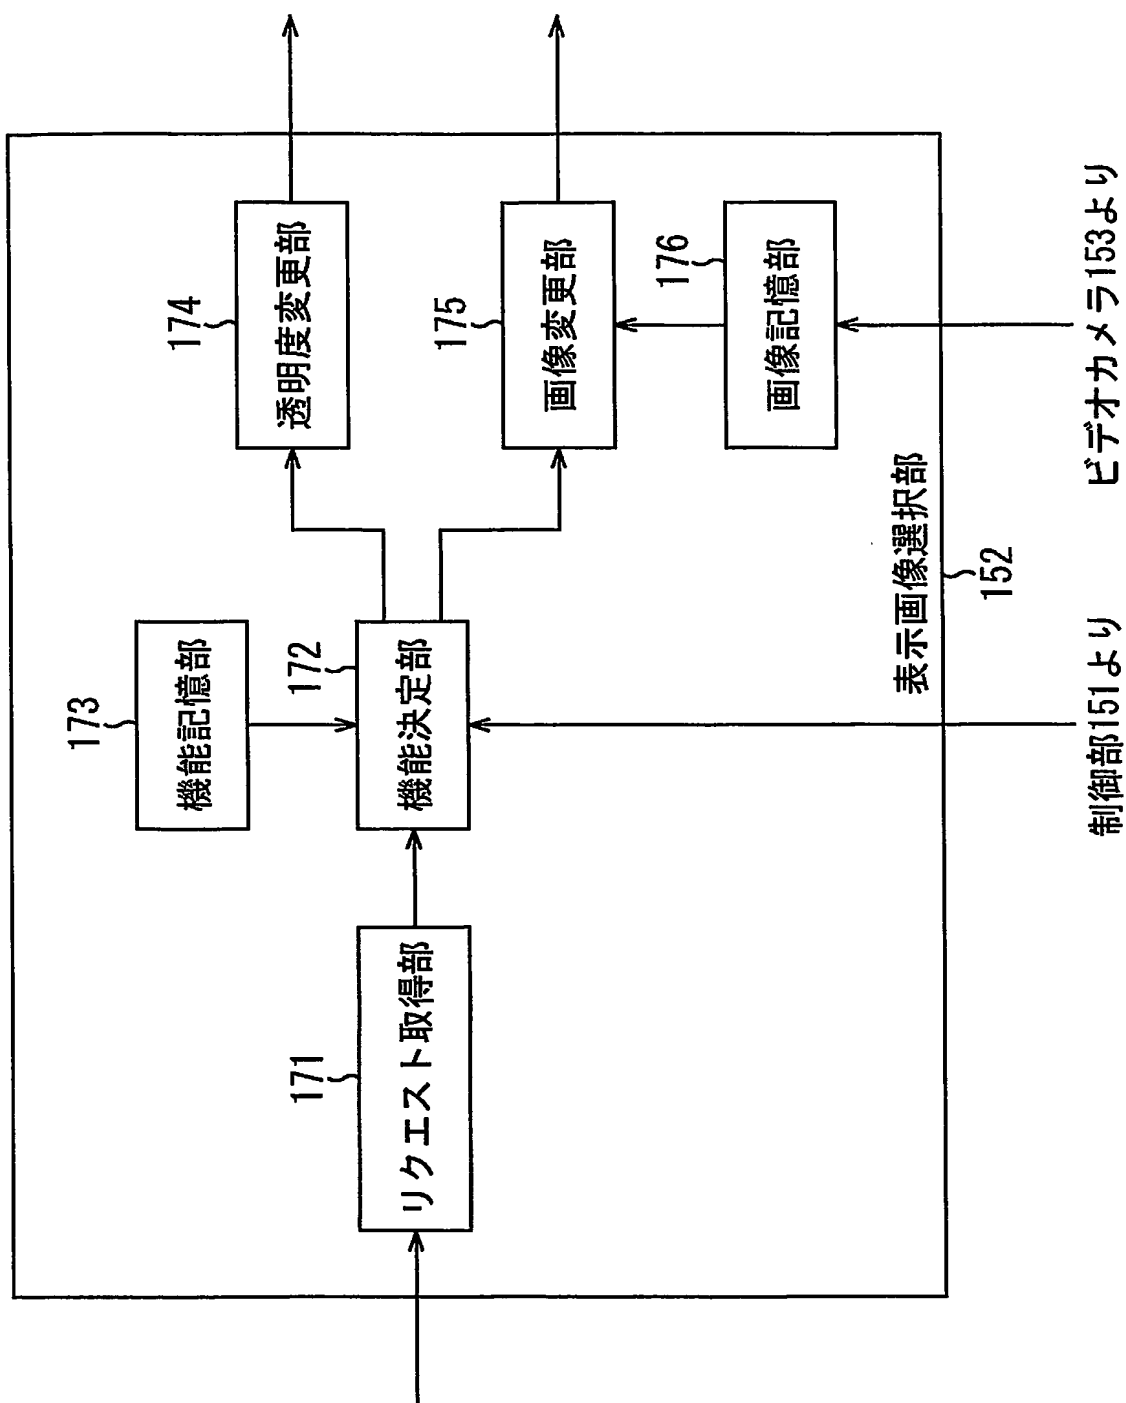 173
機能記憶部
174
透明度変更部
171
リクエスト取得部
172
機能決定部
175
画像変更部
176
画像記憶部
表示画像選択部
152
制御部151より
ビデオカメラ153より